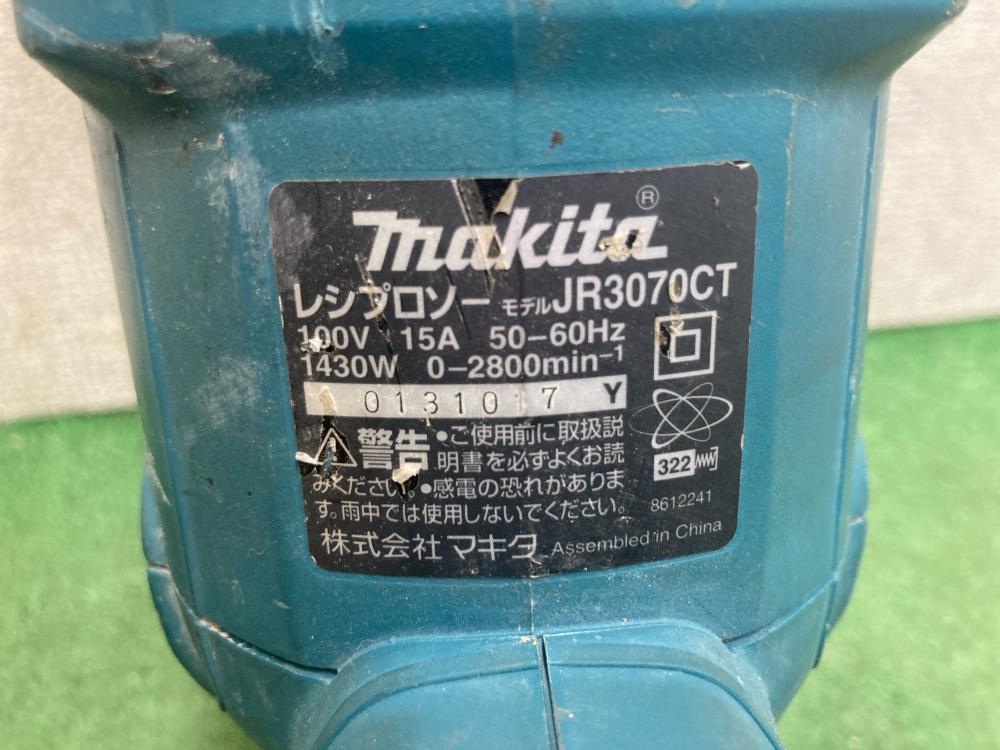 makita®
レシプロソー モデルJR3070CT
100V 15A 50-60Hz
1430W 0-2800min-1
0131017 Y
警告 •ご使用前に取扱説
明書を必ずよくお読
みください。•感電の恐れがありま
す。雨中では使用しないでください。
322
8612241
株式会社マキタ Assembled in China